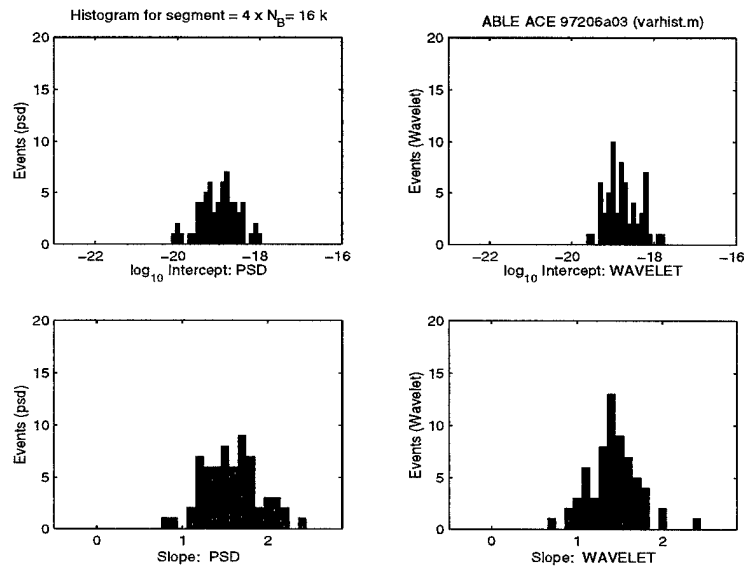 Histogram for segment = 4 x N_B= 16 k
ABLE ACE 97206a03 (varhist.m)
20
15
10
5
0
Events (psd)
−22 −20 −18 −16
log_10 Intercept: PSD
20
15
10
5
0
Events (Wavelet)
−22 −20 −18 −16
log_10 Intercept: WAVELET
20
15
10
5
0
Events (psd)
0 1 2
Slope: PSD
20
15
10
5
0
Events (Wavelet)
0 1 2
Slope: WAVELET